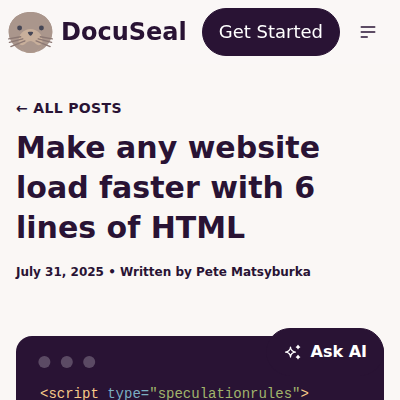 DocuSeal
Get Started
← ALL POSTS
Make any website
load faster with 6
lines of HTML
July 31, 2025 • Written by Pete Matsyburka
Ask AI
<script type="speculationrules">